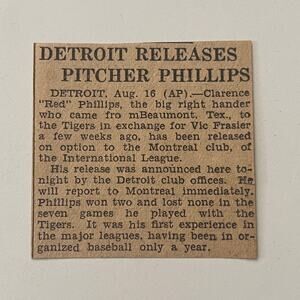 DETROIT RELEASES
PITCHER PHILLIPS
DETROIT, Aug. 16 (AP).—Clarence
"Red" Phillips, the big right hander
who came fro mBeaumont, Tex., to
the Tigers in exchange for Vic Frasier
a few weeks ago, has been released
on option to the Montreal club, of
the International League.
His release was announced here to-
night by the Detroit club offices. He
will report to Montreal immediately.
Phillips won two and lost none in the
seven games he played with the
Tigers. It was his first experience in
the major leagues, having been in or-
ganized baseball only a year.